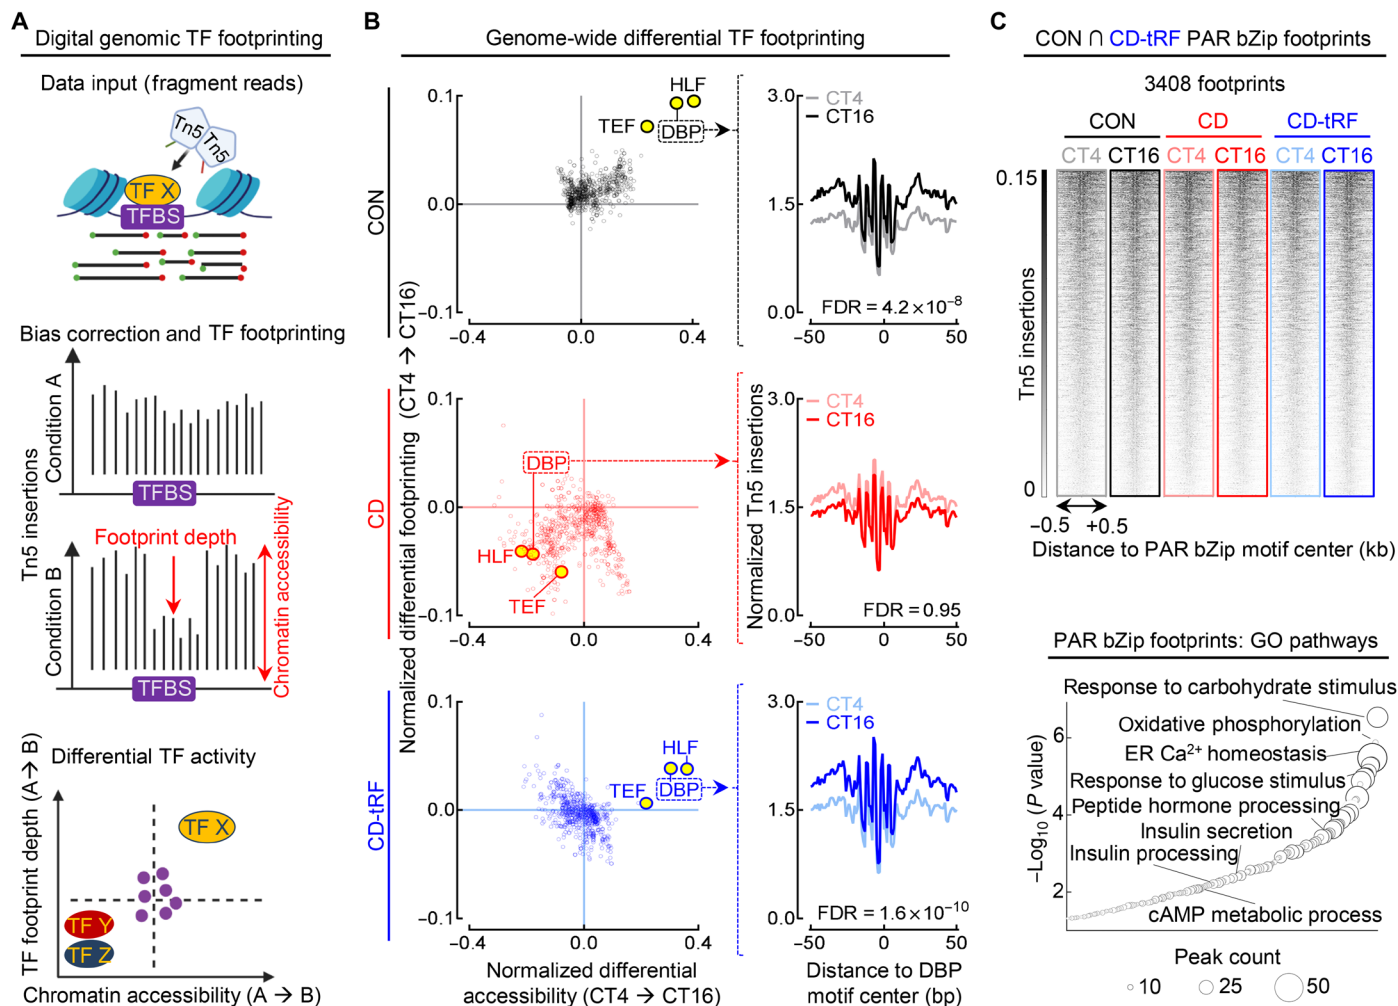 A
Digital genomic TF footprinting
Data input (fragment reads)
Tn5
Tn5
TF X
TFBS
Bias correction and TF footprinting
Tn5 insertions
Condition A
TFBS
Condition B
Footprint depth
Chromatin accessibility
TFBS
Differential TF activity
TF footprint depth (A → B)
TF X
TF Y
TF Z
Chromatin accessibility (A → B)
B
Genome-wide differential TF footprinting
Normalized differential footprinting (CT4 → CT16)
CON
0.1
0.0
−0.1
−0.4
0.0
0.4
HLF
TEF
DBP
3.0
1.5
0.0
CT4
CT16
FDR = 4.2 × 10⁻⁸
−50
0
50
CD
0.1
0.0
−0.1
−0.4
0.0
0.4
DBP
HLF
TEF
Normalized Tn5 insertions
3.0
1.5
0.0
CT4
CT16
FDR = 0.95
−50
0
50
CD-tRF
0.1
0.0
−0.1
−0.4
0.0
0.4
HLF
TEF
DBP
3.0
1.5
0.0
CT4
CT16
FDR = 1.6 × 10⁻¹⁰
−50
0
50
Normalized differential
accessibility (CT4 → CT16)
Distance to DBP
motif center (bp)
C
CON ∩ CD-tRF PAR bZip footprints
3408 footprints
CON
CD
CD-tRF
CT4
CT16
CT4
CT16
CT4
CT16
0.15
Tn5 insertions
0
−0.5
+0.5
Distance to PAR bZip motif center (kb)
PAR bZip footprints: GO pathways
−Log₁₀ (P value)
6
4
2
Response to carbohydrate stimulus
Oxidative phosphorylation
ER Ca²⁺ homeostasis
Response to glucose stimulus
Peptide hormone processing
Insulin secretion
Insulin processing
cAMP metabolic process
Peak count
10
25
50